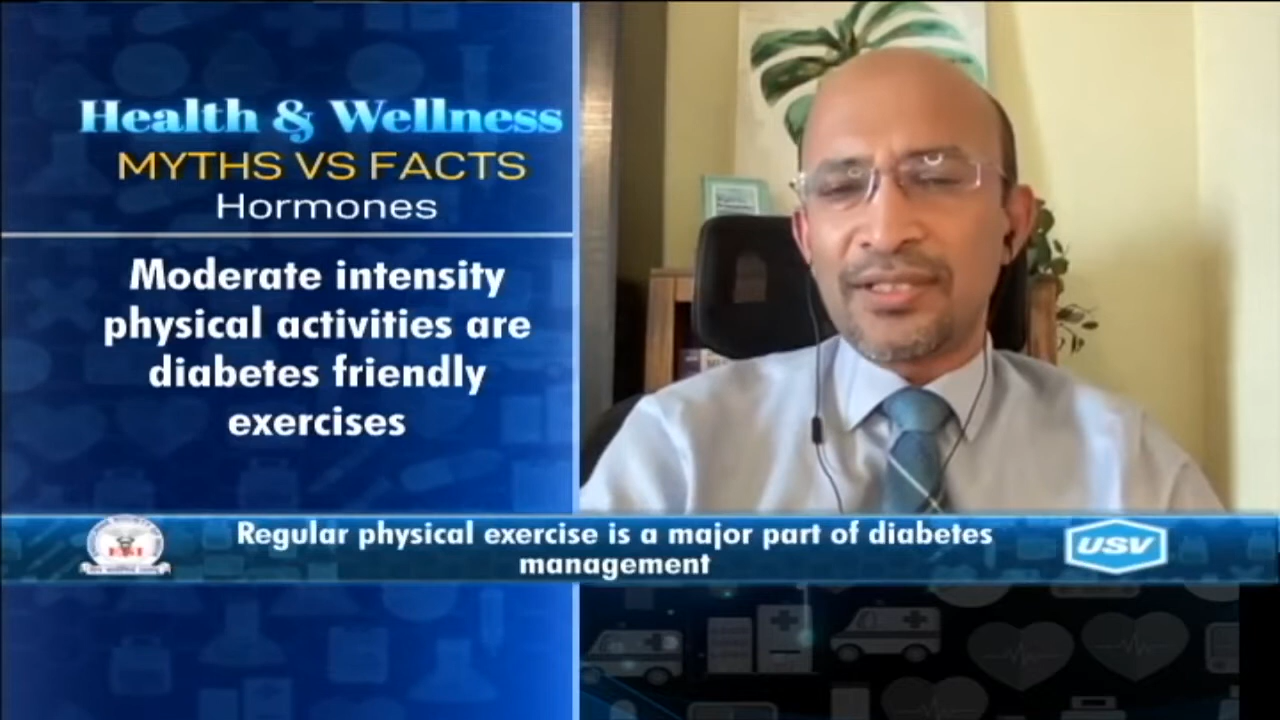 Health & Wellness
MYTHS VS FACTS
Hormones
Moderate intensity
physical activities are
diabetes friendly
exercises
Regular physical exercise is a major part of diabetes
management
USV